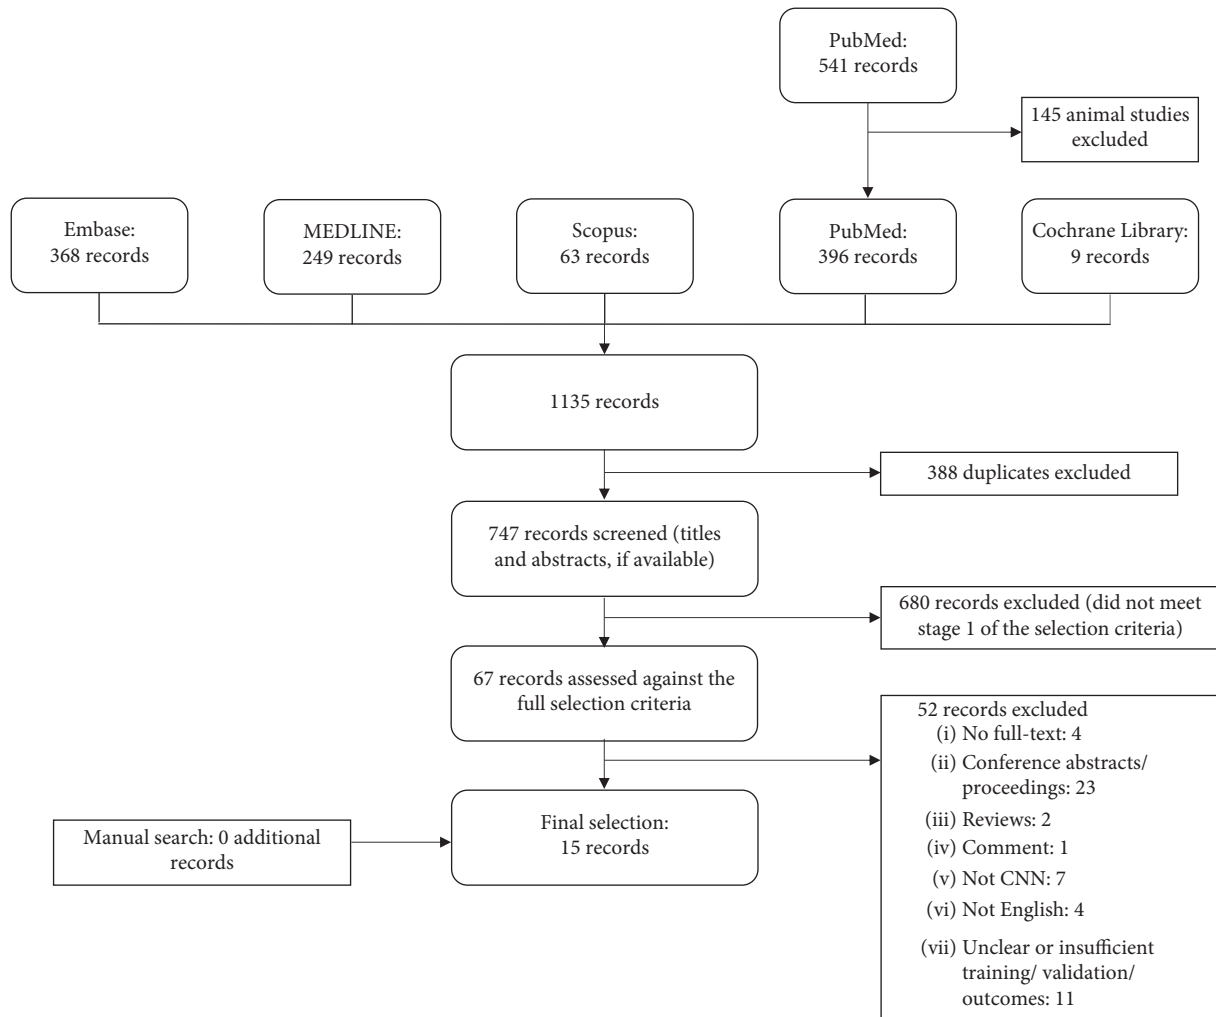 PubMed:
541 records
145 animal studies
excluded
Embase:
368 records
MEDLINE:
249 records
Scopus:
63 records
PubMed:
396 records
Cochrane Library:
9 records
1135 records
388 duplicates excluded
747 records screened (titles
and abstracts, if available)
680 records excluded (did not meet
stage 1 of the selection criteria)
67 records assessed against the
full selection criteria
52 records excluded
(i) No full-text: 4
(ii) Conference abstracts/
proceedings: 23
(iii) Reviews: 2
(iv) Comment: 1
(v) Not CNN: 7
(vi) Not English: 4
(vii) Unclear or insufficient
training/ validation/
outcomes: 11
Manual search: 0 additional
records
Final selection:
15 records